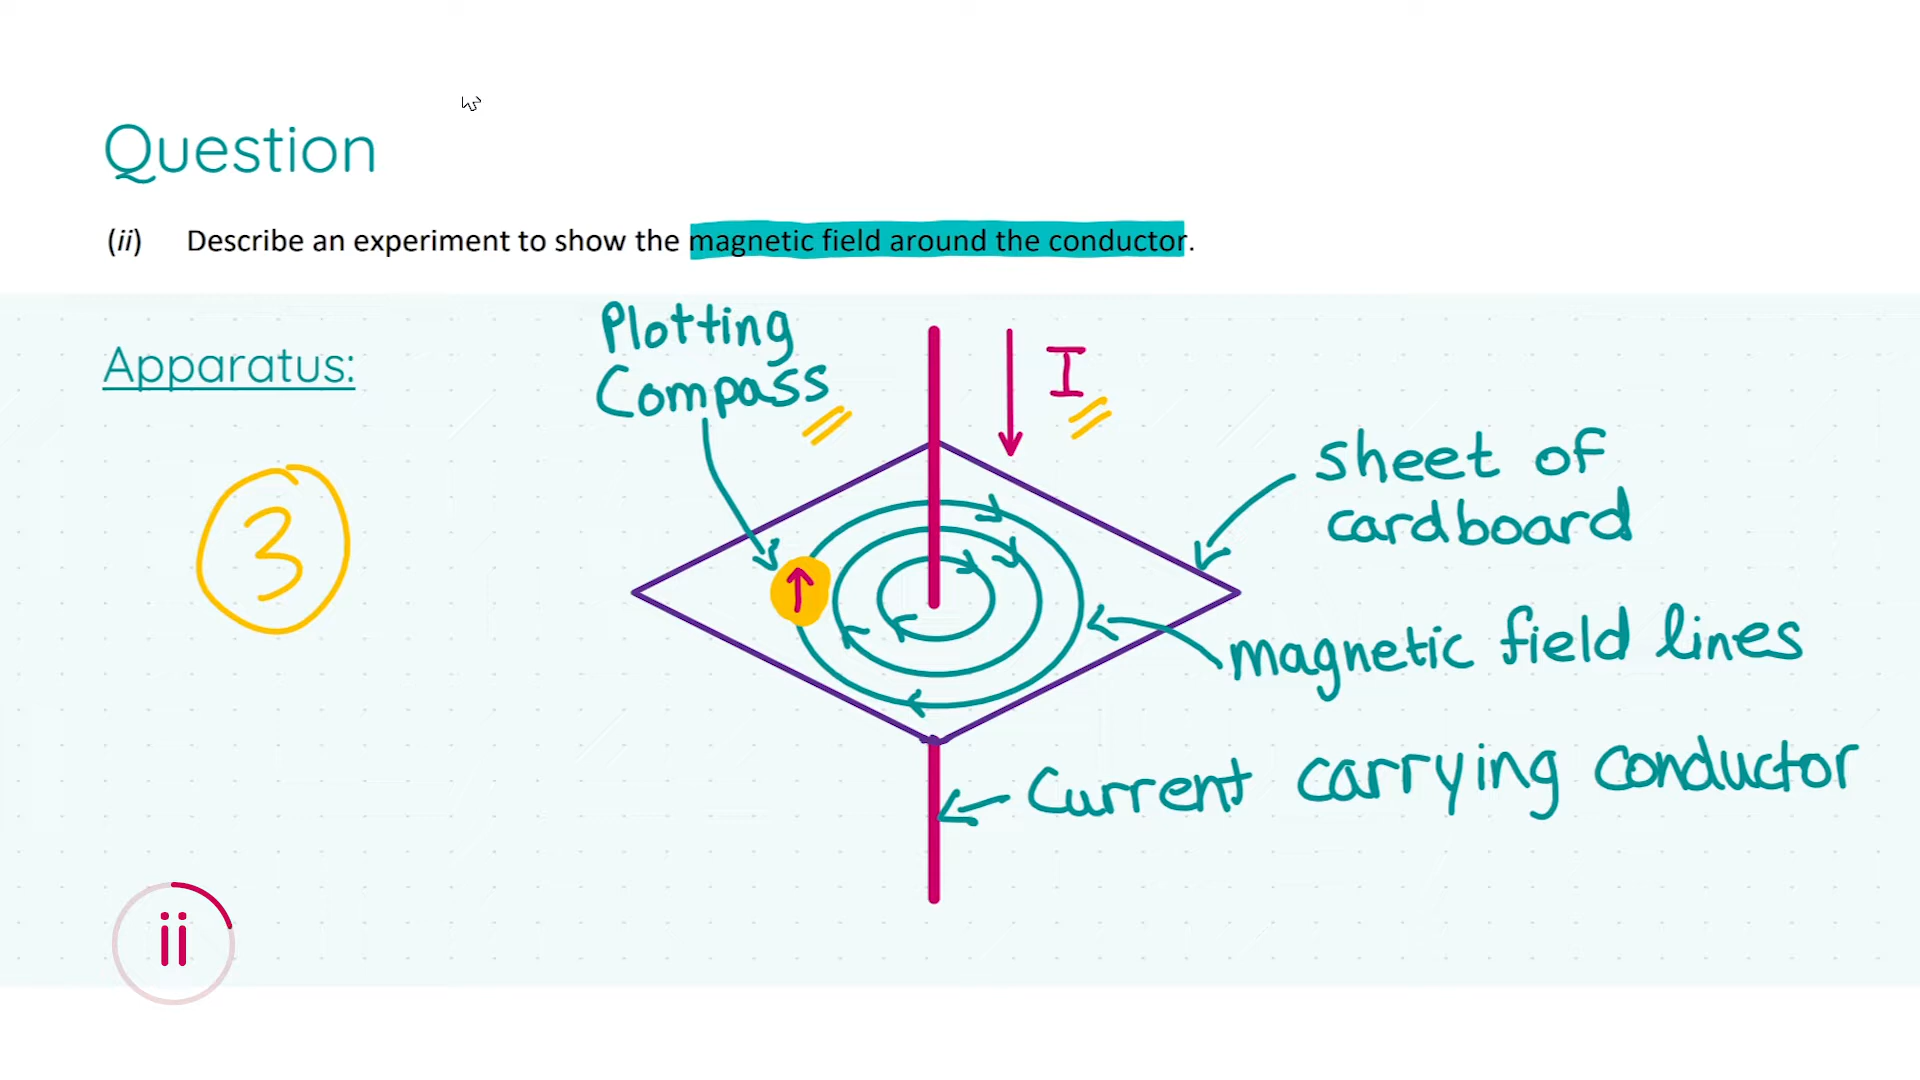 Question
(ii) Describe an experiment to show the magnetic field around the conductor.
Apparatus:
Plotting
Compass
I
sheet of
cardboard
3
magnetic field lines
Current carrying conductor
ii